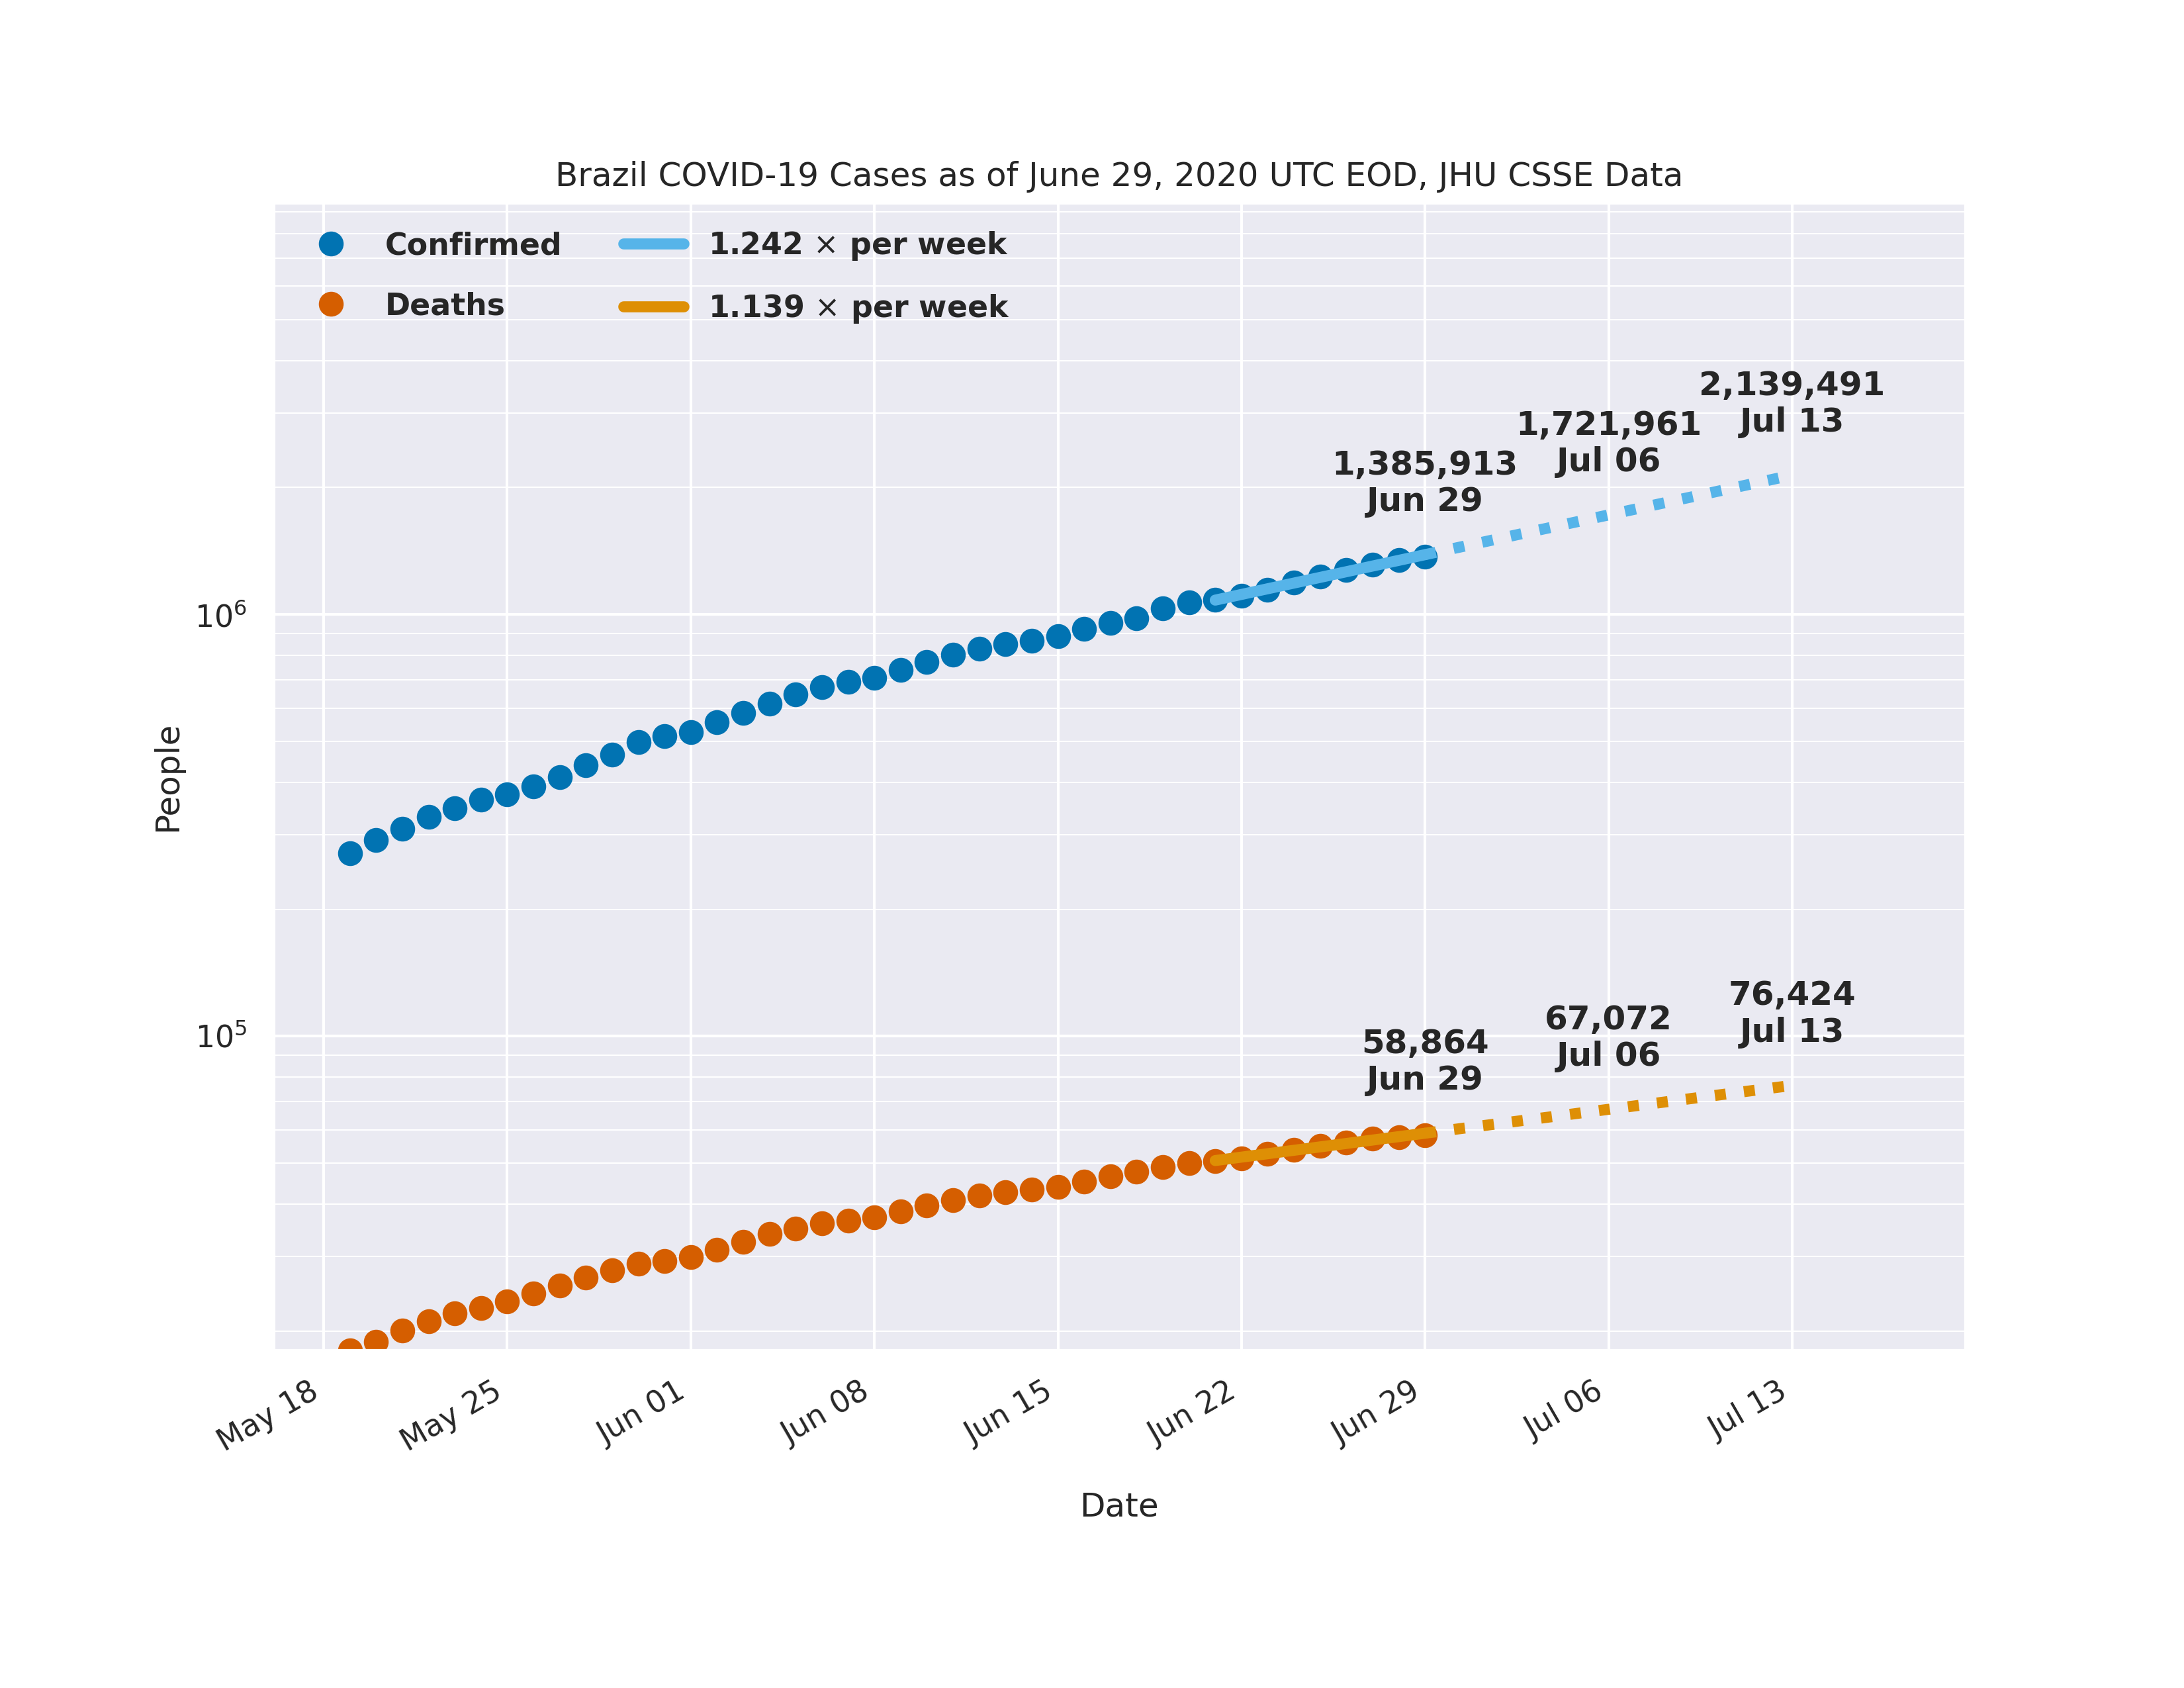 Brazil COVID-19 Cases as of June 29, 2020 UTC EOD, JHU CSSE Data
Confirmed
Deaths
1.242 × per week
1.139 × per week
2,139,491
Jul 13
1,721,961
Jul 06
1,385,913
Jun 29
76,424
Jul 13
67,072
Jul 06
58,864
Jun 29
10⁶
10⁵
People
May 18
May 25
Jun 01
Jun 08
Jun 15
Jun 22
Jun 29
Jul 06
Jul 13
Date